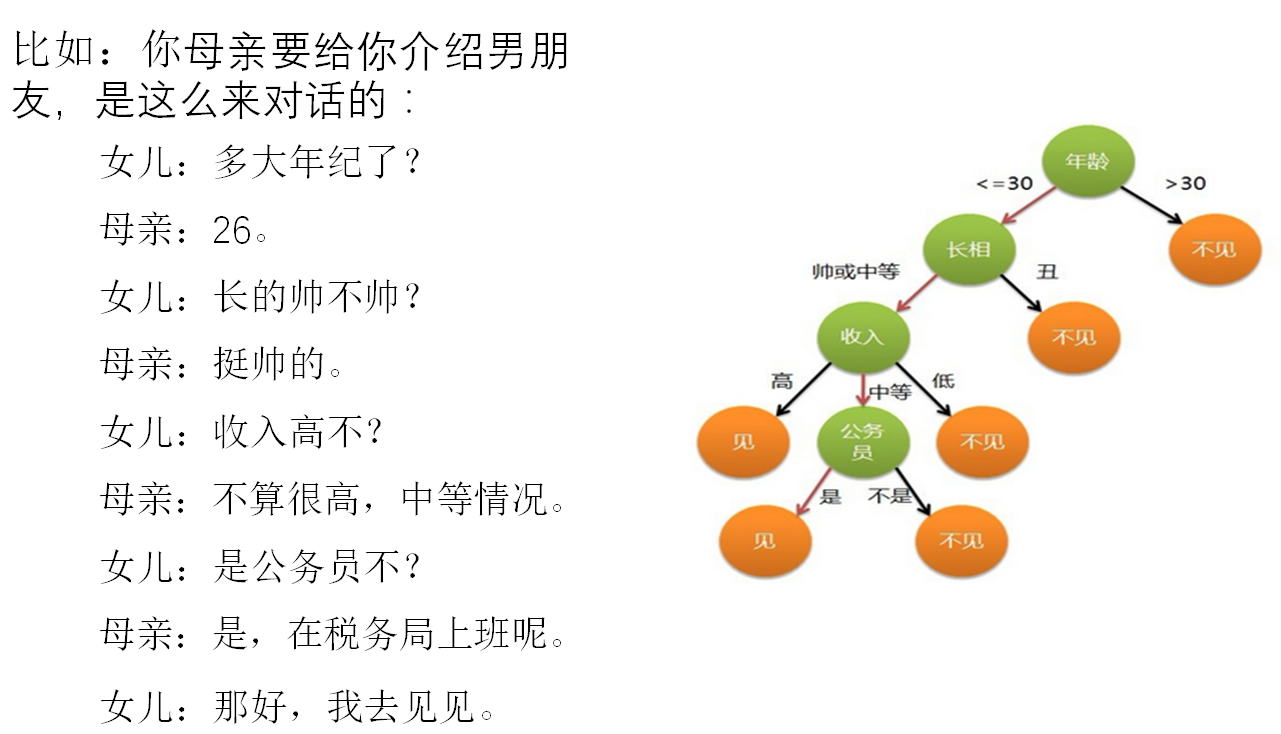 比如：你母亲要给你介绍男朋
友，是这么来对话的：
女儿：多大年纪了？
母亲：26。
女儿：长的帅不帅？
母亲：挺帅的。
女儿：收入高不？
母亲：不算很高，中等情况。
女儿：是公务员不？
母亲：是，在税务局上班呢。
女儿：那好，我去见见。
年龄
<=30
>30
长相
不见
帅或中等
丑
收入
不见
高
中等
低
见
公务
员
不见
是
不是
见
不见